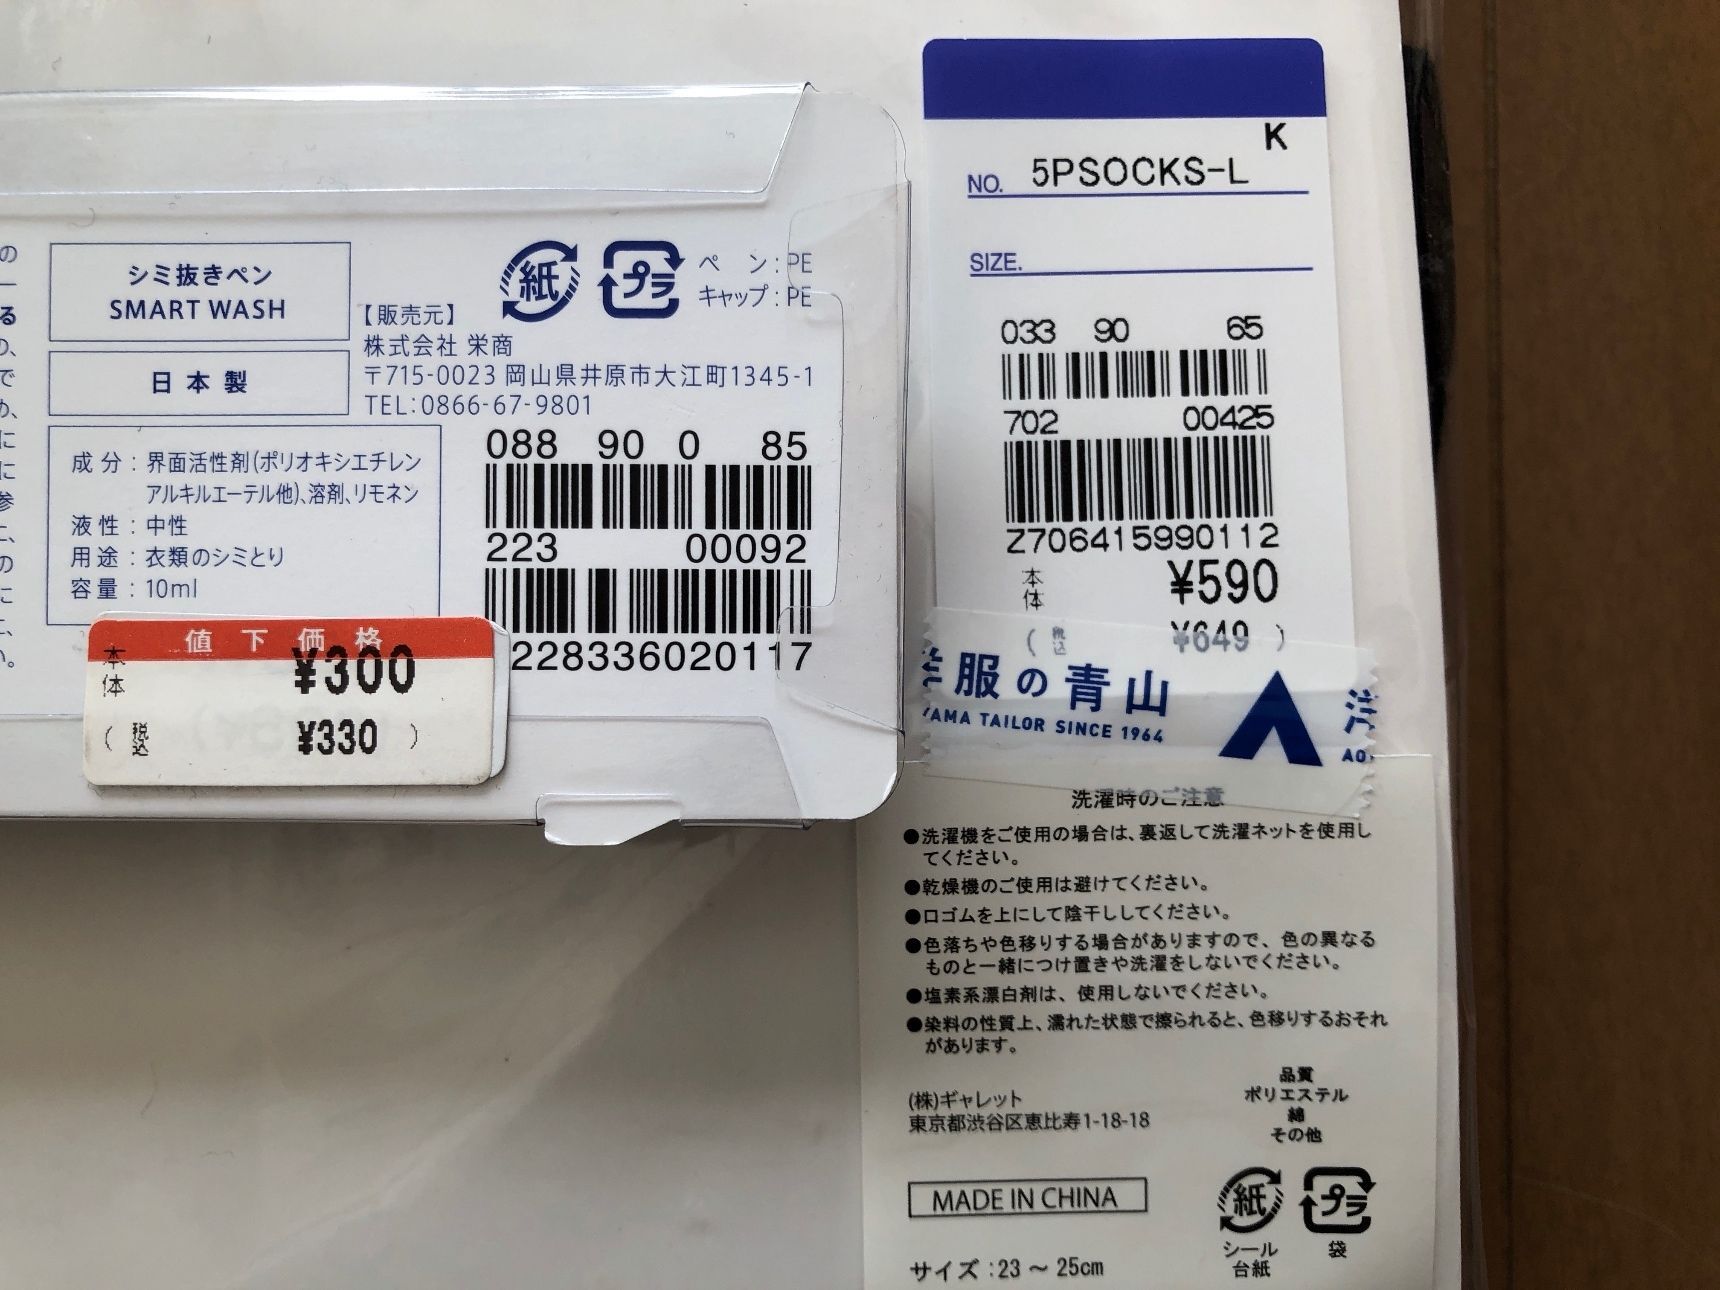 シミ抜きペン
SMART WASH
日本製
紙
プラ
ペン:PE
キャップ:PE
【販売元】
株式会社 栄商
〒715-0023 岡山県井原市大江町1345-1
TEL:0866-67-9801
成分:界面活性剤(ポリオキシエチレン
アルキルエーテル他)、溶剤、リモネン
液性:中性
用途:衣類のシミとり
容量:10ml
088 90 0 85
223 00092
228336020117
値下価格
本体 ¥300
(税込 ¥330)
K
NO. 5PSOCKS-L
SIZE.
033 90 65
702 00425
Z706415990112
本体 ¥590
(税込 ¥649)
洋服の青山
YAMA TAILOR SINCE 1964
洋
AO
洗濯時のご注意
●洗濯機をご使用の場合は、裏返して洗濯ネットを使用し
てください。
●乾燥機のご使用は避けてください。
●口ゴムを上にして陰干ししてください。
●色落ちや色移りする場合がありますので、色の異なる
ものと一緒につけ置きや洗濯をしないでください。
●塩素系漂白剤は、使用しないでください。
●染料の性質上、濡れた状態で擦られると、色移りするおそれ
があります。
(株)ギャレット
東京都渋谷区恵比寿1-18-18
品質
ポリエステル
綿
その他
MADE IN CHINA
紙
シール
台紙
プラ
袋
サイズ:23～25cm